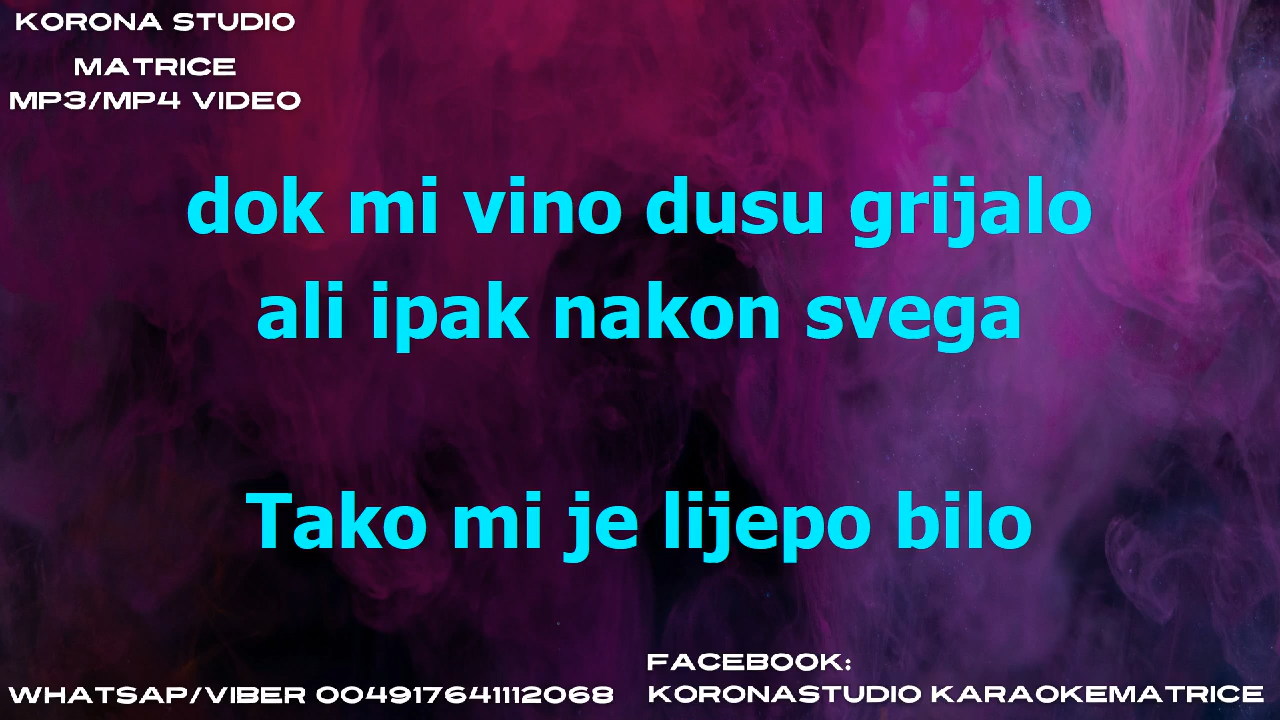 KORONA STUDIO
MATRICE
MP3/MP4 VIDEO
dok mi vino dusu grijalo
ali ipak nakon svega
Tako mi je lijepo bilo
FACEBOOK:
WHATSAP/VIBER 004917641112068
KORONASTUDIO KARAOKEMATRICE